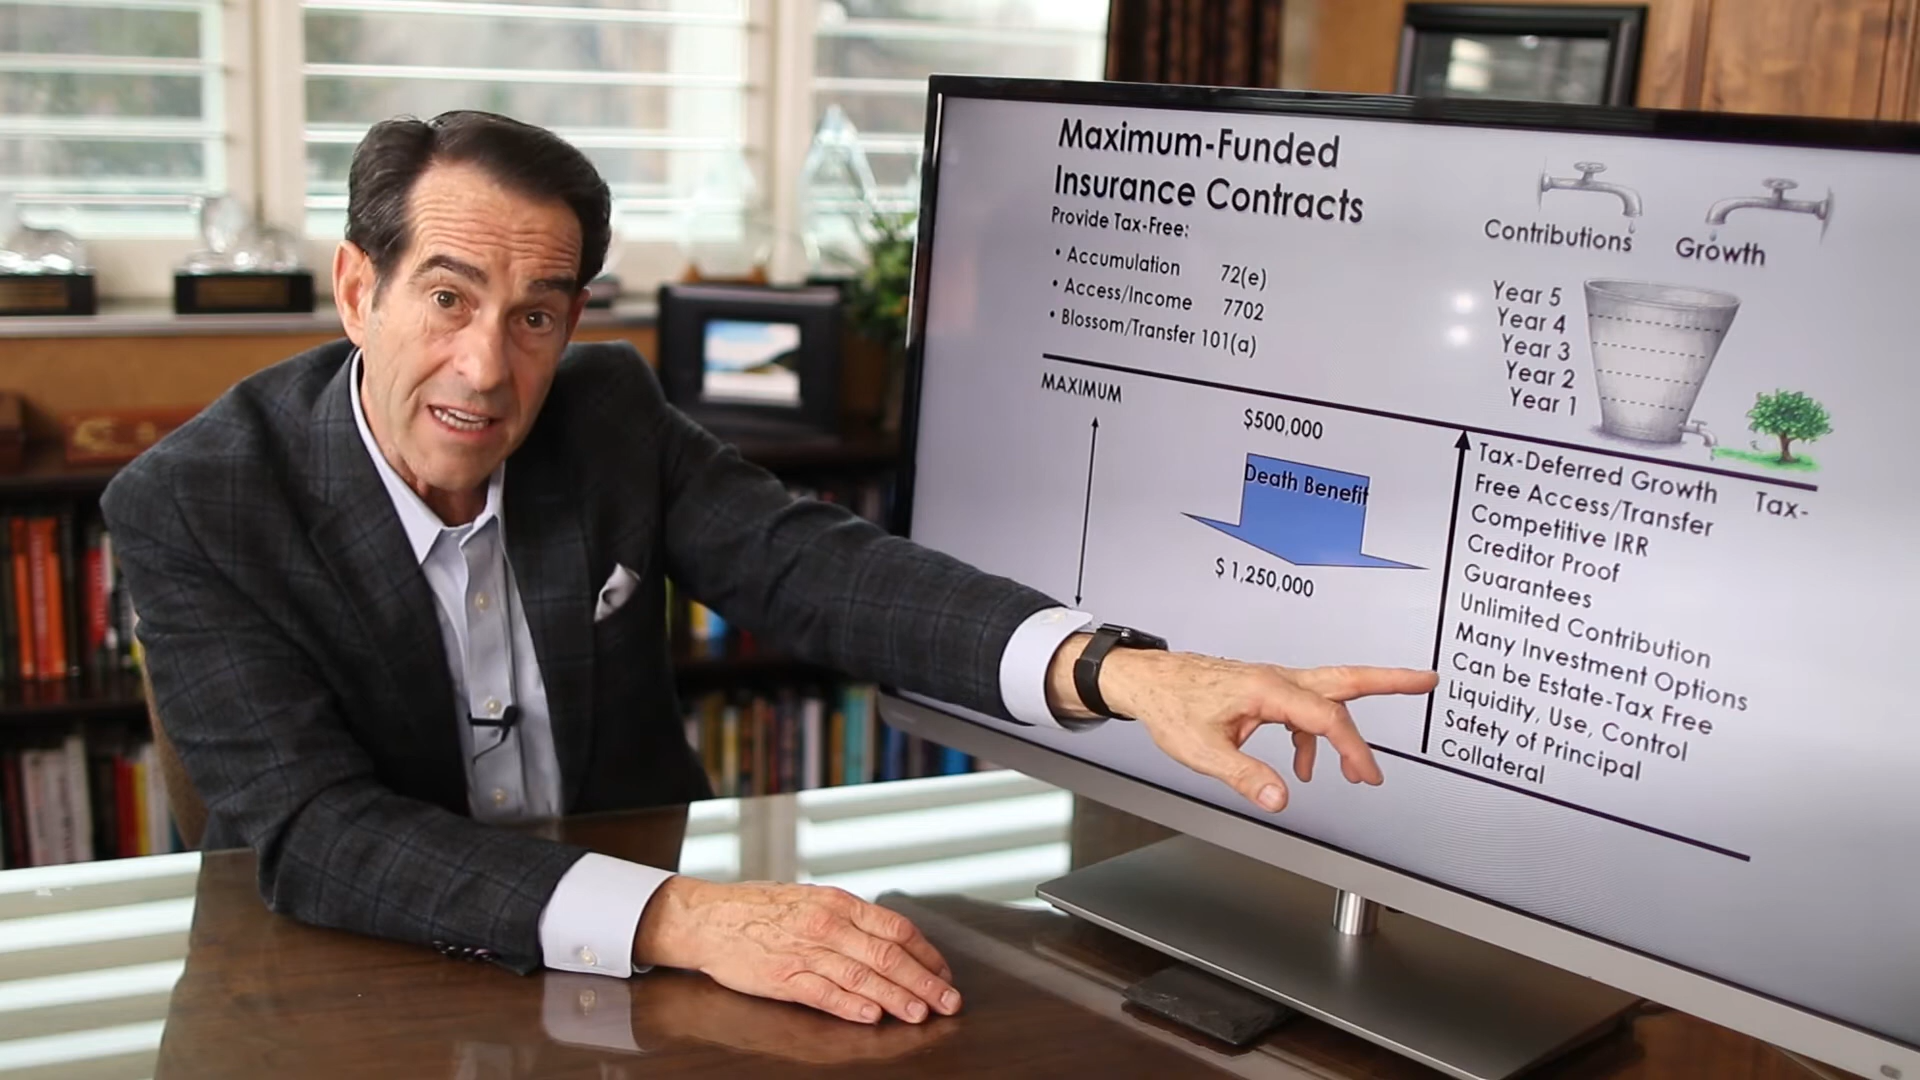 Maximum-Funded
Insurance Contracts
Provide Tax-Free:
• Accumulation 72(e)
• Access/Income 7702
• Blossom/Transfer 101(a)
Contributions
Growth
Year 5
Year 4
Year 3
Year 2
Year 1
MAXIMUM
$500,000
Death Benefit
$ 1,250,000
Tax-Deferred Growth Tax-
Free Access/Transfer
Competitive IRR
Creditor Proof
Guarantees
Unlimited Contribution
Many Investment Options
Can be Estate-Tax Free
Liquidity, Use, Control
Safety of Principal
Collateral